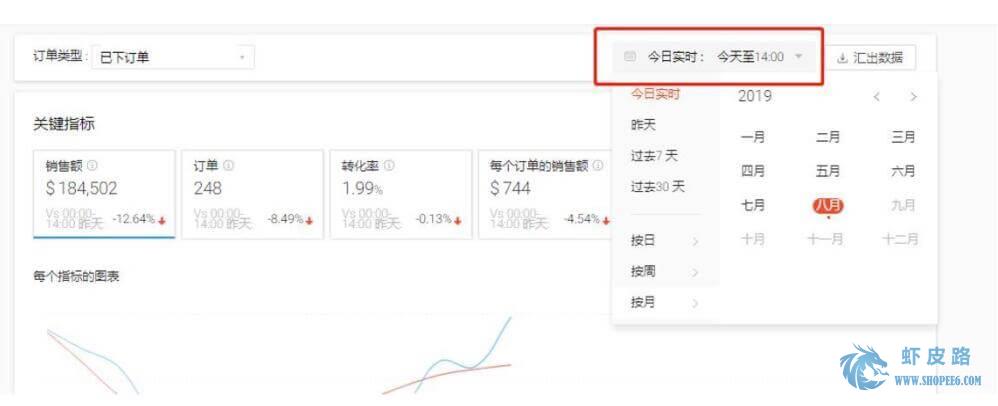 订单类型: 已下订单
今日实时: 今天至14:00
汇出数据
今日实时
昨天
过去7天
过去30天
按日
按周
按月
2019
一月 二月 三月
四月 五月 六月
七月 八月 九月
十月 十一月 十二月
关键指标
销售额
$ 184,502
Vs 00:00-
14:00 昨天 -12.64%
订单
248
Vs 00:00-
14:00 昨天 -8.49%
转化率
1.99%
Vs 00:00-
14:00 昨天 -0.13%
每个订单的销售额
$ 744
Vs 00:00-
14:00 昨天 -4.54%
每个指标的图表
虾皮路
WWW.SHOPEE6.COM